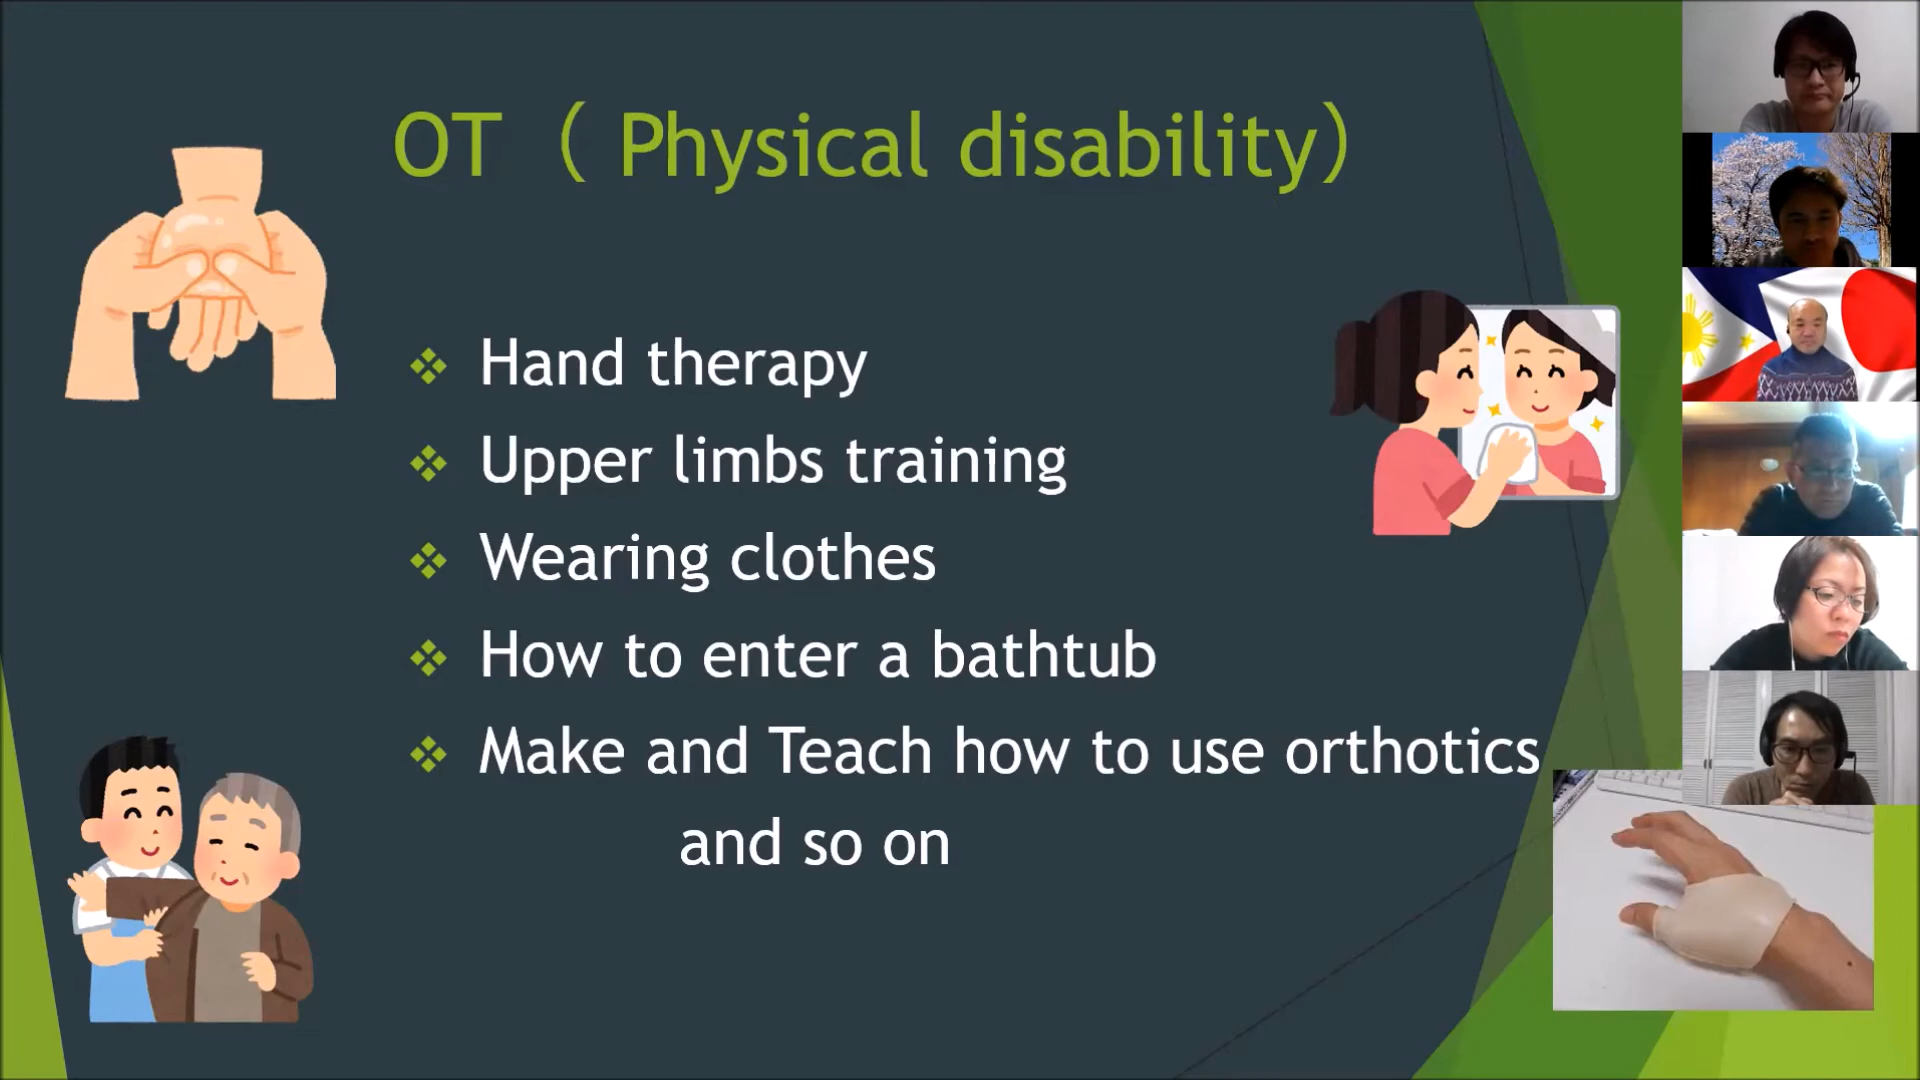 OT （ Physical disability）
Hand therapy
Upper limbs training
Wearing clothes
How to enter a bathtub
Make and Teach how to use orthotics
and so on